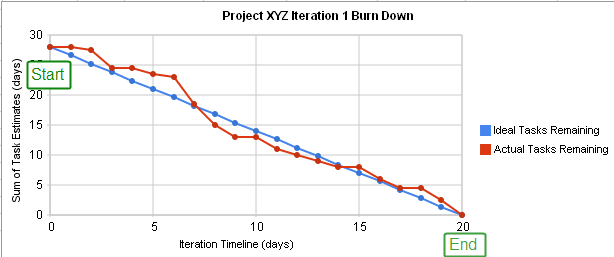 Project XYZ Iteration 1 Burn Down
Sum of Task Estimates (days)
30
Start
20
15
10
5
0
0
5
10
15
20
Iteration Timeline (days)
End
Ideal Tasks Remaining
Actual Tasks Remaining